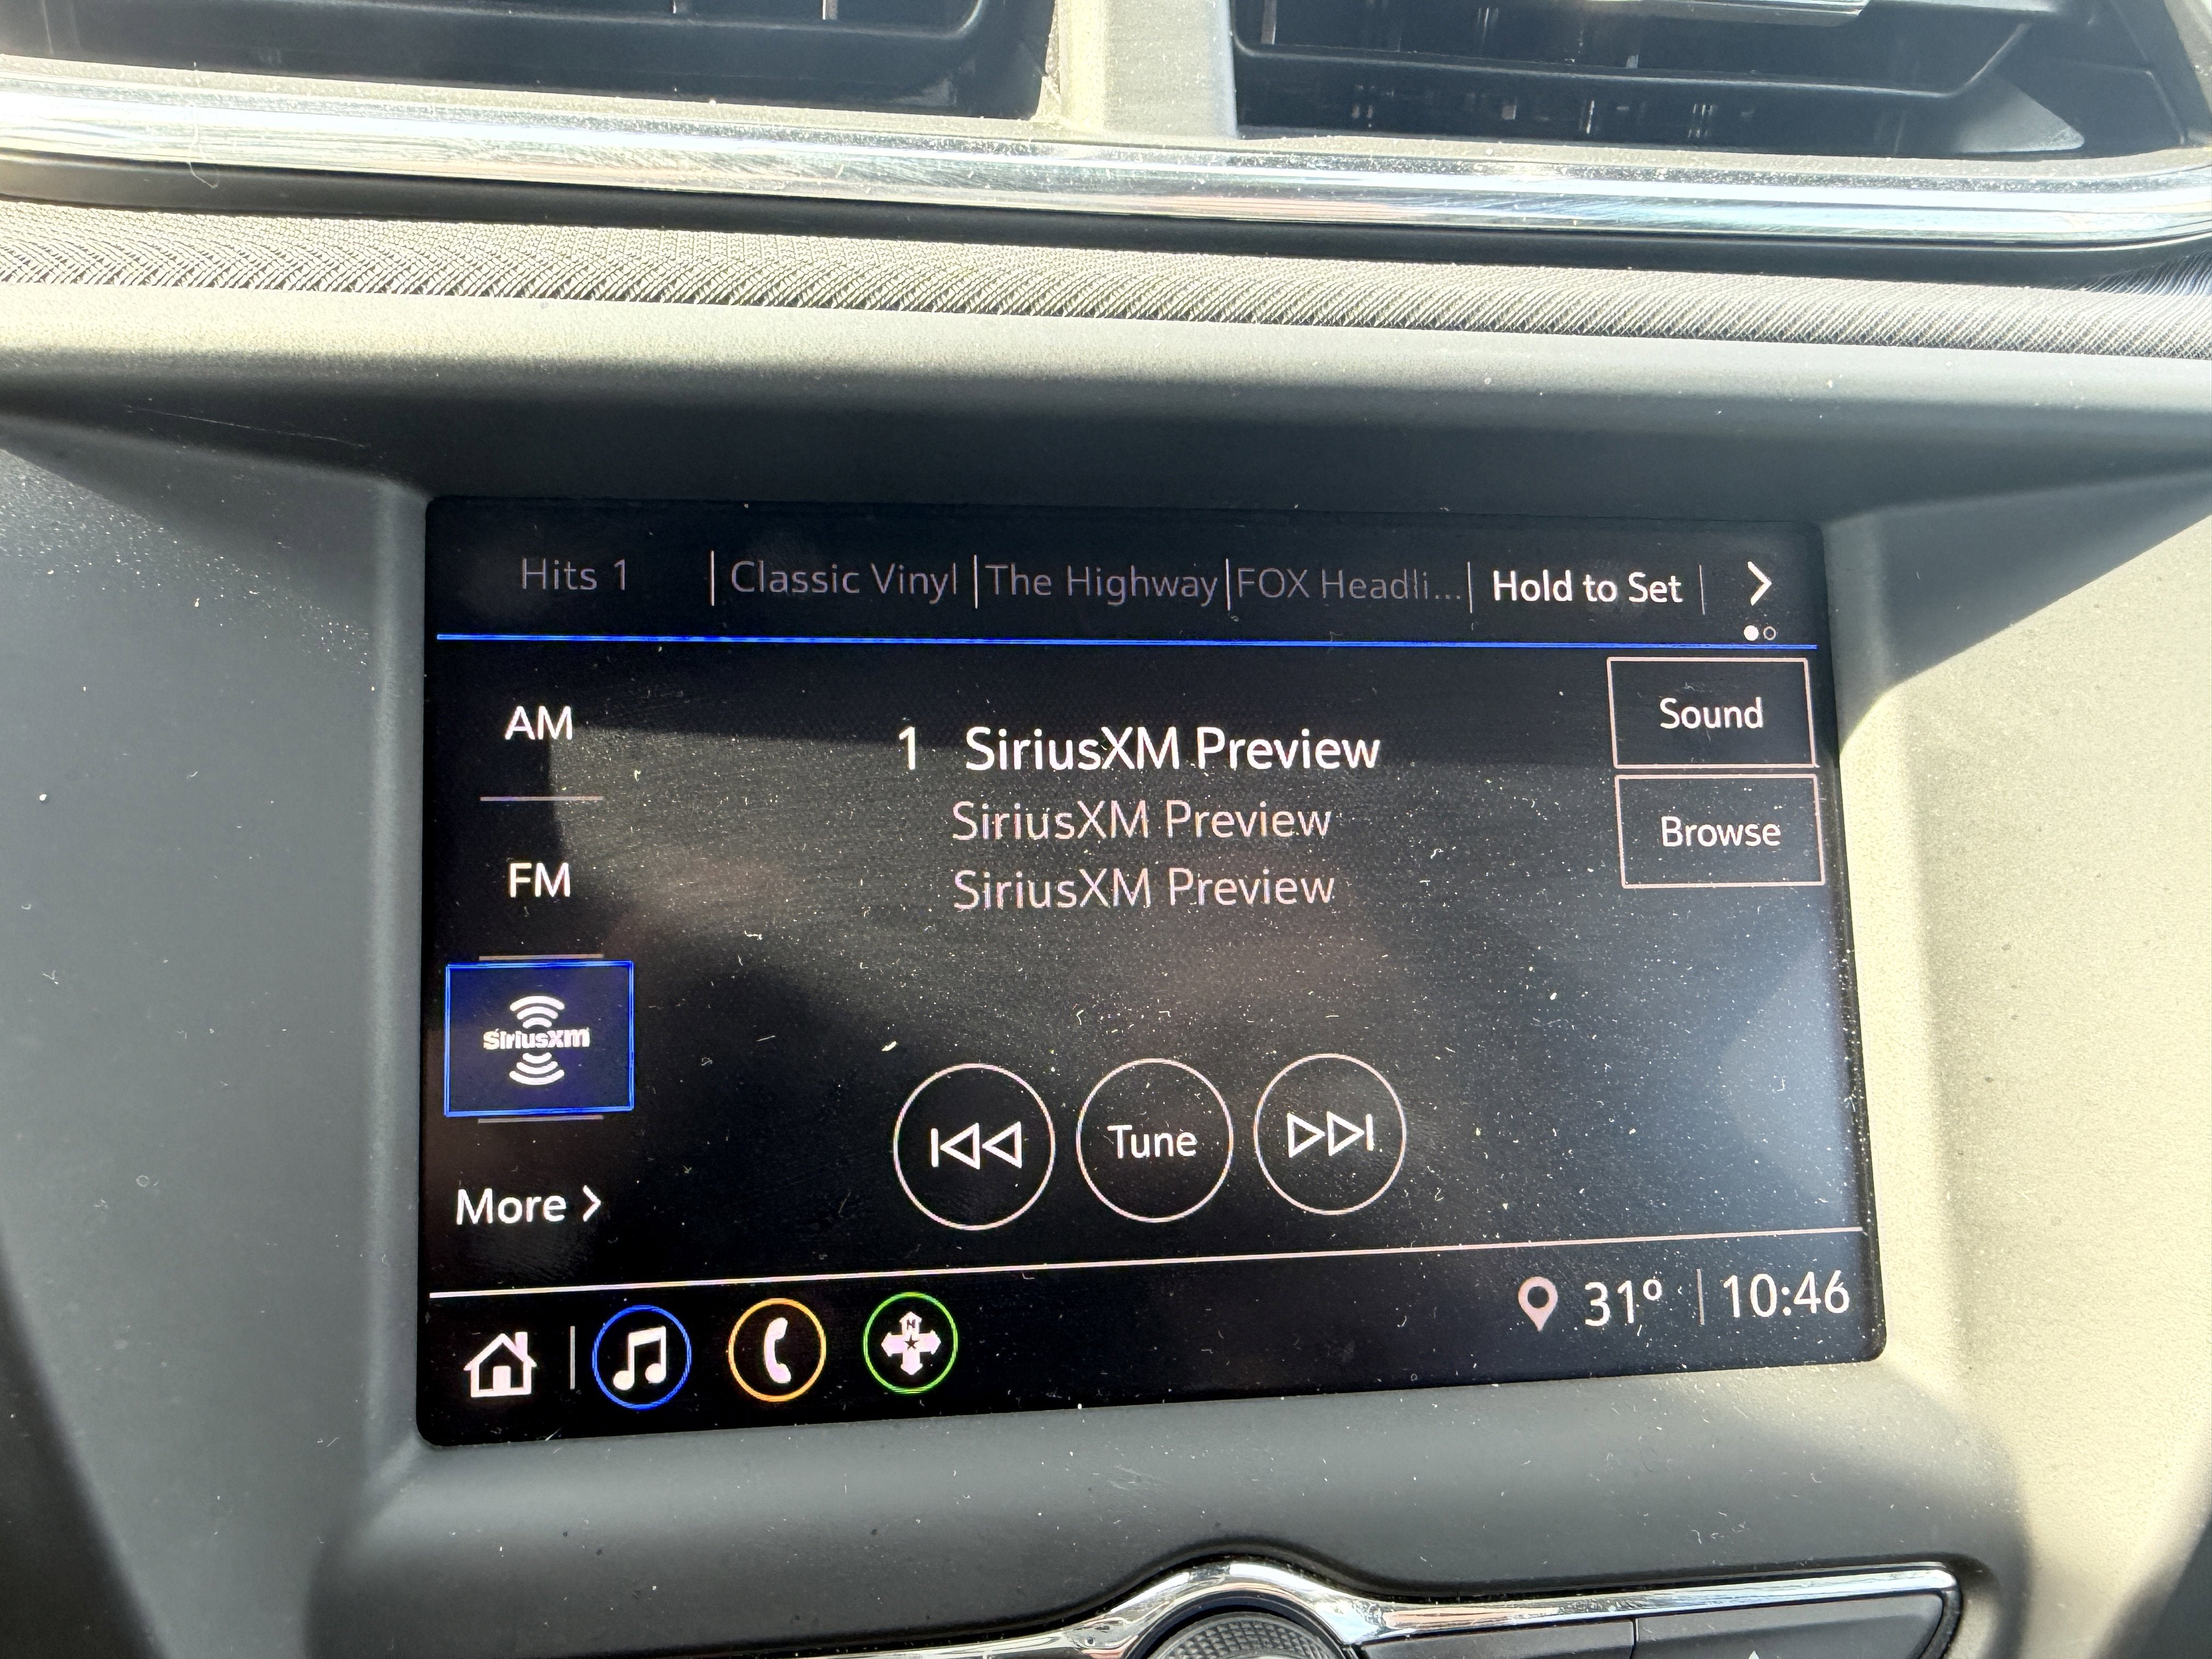 Hits 1 Classic Vinyl The Highway FOX Headli... Hold to Set
AM
1 SiriusXM Preview
Sound
SiriusXM Preview
Browse
FM
SiriusXM Preview
SiriusXm
Tune
More
31° 10:46
N